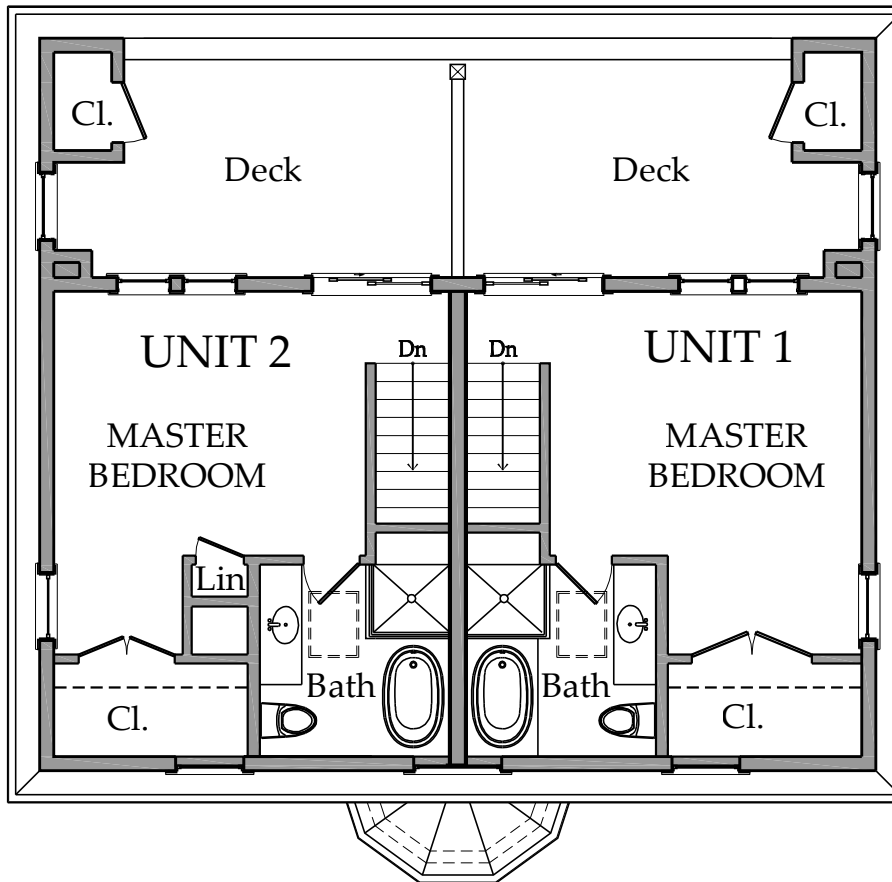 Cl.
Cl.
Deck
Deck
UNIT 2
Dn
Dn
UNIT 1
MASTER
BEDROOM
MASTER
BEDROOM
Lin
Bath
Bath
Cl.
Cl.